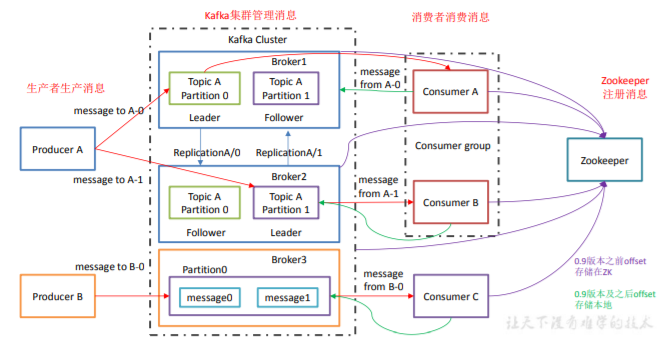 Kafka集群管理消息
消费者消费消息
Kafka Cluster
Broker1
Zookeeper
注册消息
生产者生产消息
Topic A
Partition 0
Topic A
Partition 1
message
from A-0
Consumer A
message to A-0
Leader
Follower
Producer A
ReplicationA/0
ReplicationA/1
Consumer group
Zookeeper
message to A-1
Broker2
Topic A
Partition 0
Topic A
Partition 1
message
from A-1
Consumer B
Follower
Leader
Broker3
message to B-0
Partition0
message
from B-0
0.9版本之前offset
存储在ZK
Producer B
message0
message1
Consumer C
0.9版本及之后offset
存储本地
让天下没有难学的技术